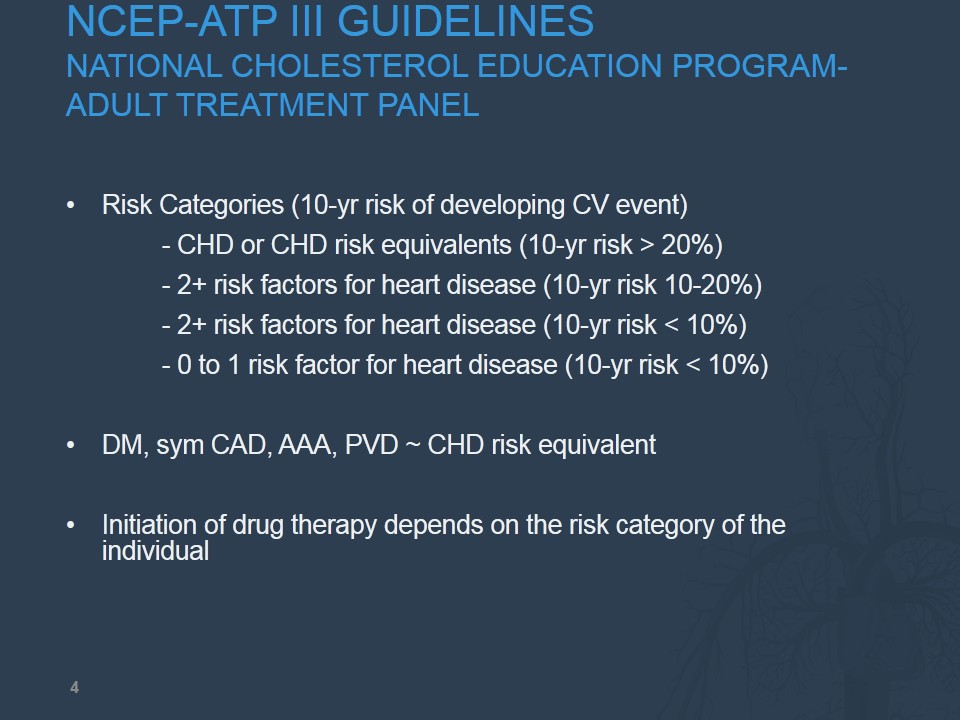 NCEP-ATP III GUIDELINES
NATIONAL CHOLESTEROL EDUCATION PROGRAM-
ADULT TREATMENT PANEL
• Risk Categories (10-yr risk of developing CV event)
- CHD or CHD risk equivalents (10-yr risk > 20%)
- 2+ risk factors for heart disease (10-yr risk 10-20%)
- 2+ risk factors for heart disease (10-yr risk < 10%)
- 0 to 1 risk factor for heart disease (10-yr risk < 10%)
• DM, sym CAD, AAA, PVD ~ CHD risk equivalent
• Initiation of drug therapy depends on the risk category of the
individual
4